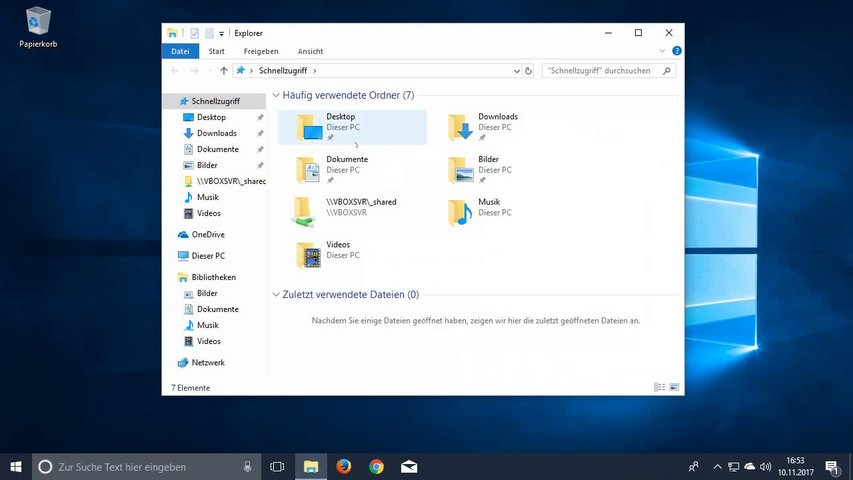 Papierkorb
Explorer
Datei Start Freigeben Ansicht
Schnellzugriff
"Schnellzugriff" durchsuchen
Schnellzugriff
Desktop
Downloads
Dokumente
Bilder
\\VBOXSVR\_shared
Musik
Videos
OneDrive
Dieser PC
Bibliotheken
Bilder
Dokumente
Musik
Videos
Netzwerk
Häufig verwendete Ordner (7)
Desktop
Dieser PC
Downloads
Dieser PC
Dokumente
Dieser PC
Bilder
Dieser PC
\\VBOXSVR\_shared
\\VBOXSVR
Musik
Dieser PC
Videos
Dieser PC
Zuletzt verwendete Dateien (0)
Nachdem Sie einige Dateien geöffnet haben, zeigen wir hier die zuletzt geöffneten Dateien an.
7 Elemente
Zur Suche Text hier eingeben
16:53
10.11.2017
1